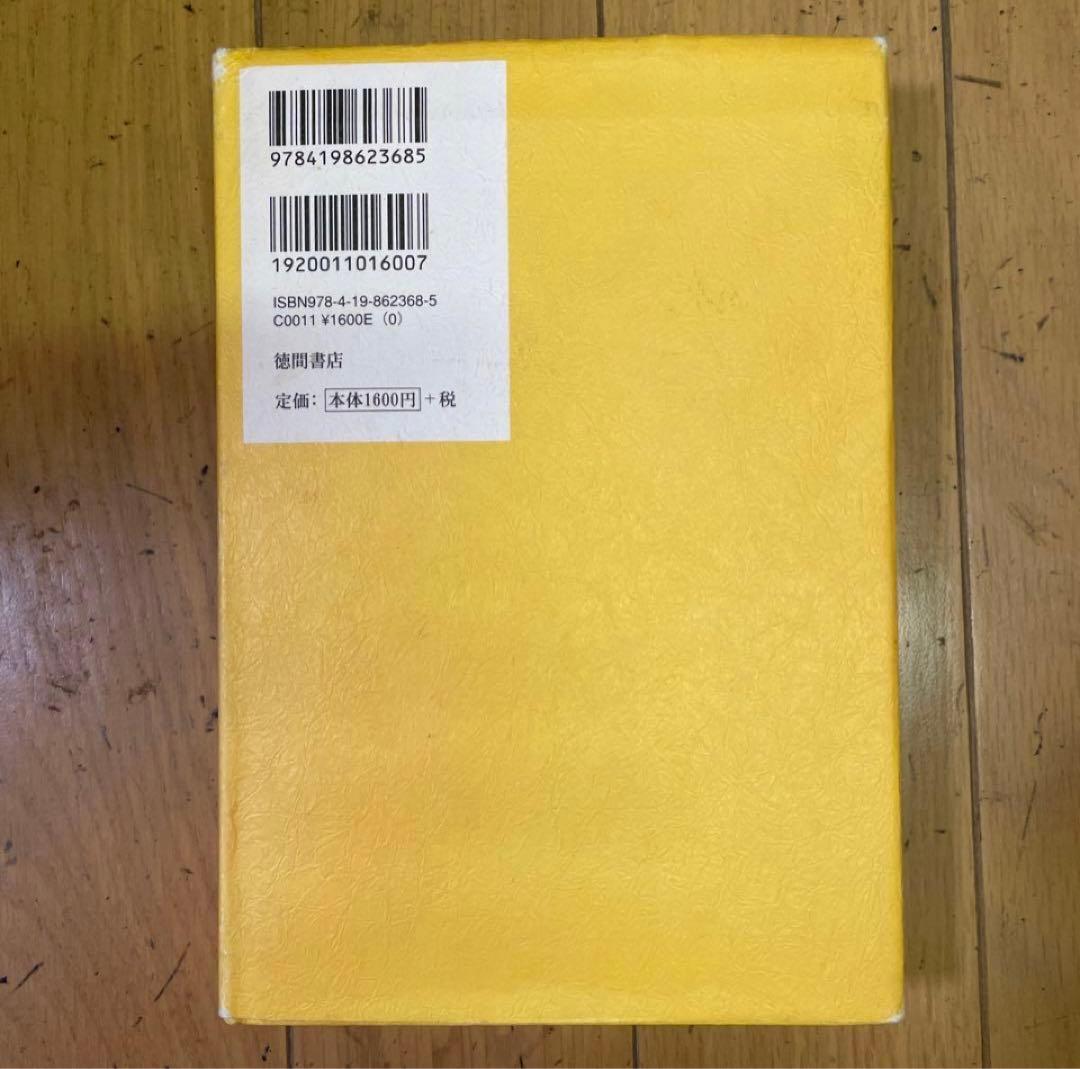 9784198623685
1920011016007
ISBN978-4-19-862368-5
C0011 ¥1600E (0)
徳間書店
定価： 本体1600円 +税